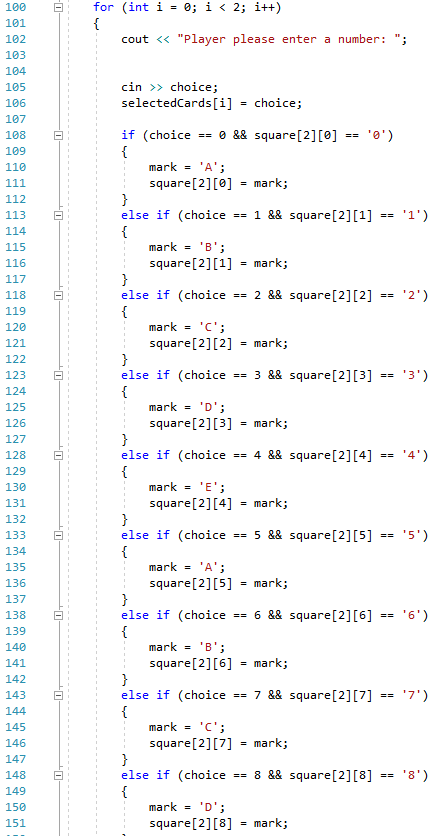 100 for (int i = 0; i < 2; i++)
101 {
102 cout << "Player please enter a number: ";
103
104
105 cin >> choice;
106 selectedCards[i] = choice;
107
108 if (choice == 0 && square[2][0] == '0')
109 {
110 mark = 'A';
111 square[2][0] = mark;
112 }
113 else if (choice == 1 && square[2][1] == '1')
114 {
115 mark = 'B';
116 square[2][1] = mark;
117 }
118 else if (choice == 2 && square[2][2] == '2')
119 {
120 mark = 'C';
121 square[2][2] = mark;
122 }
123 else if (choice == 3 && square[2][3] == '3')
124 {
125 mark = 'D';
126 square[2][3] = mark;
127 }
128 else if (choice == 4 && square[2][4] == '4')
129 {
130 mark = 'E';
131 square[2][4] = mark;
132 }
133 else if (choice == 5 && square[2][5] == '5')
134 {
135 mark = 'A';
136 square[2][5] = mark;
137 }
138 else if (choice == 6 && square[2][6] == '6')
139 {
140 mark = 'B';
141 square[2][6] = mark;
142 }
143 else if (choice == 7 && square[2][7] == '7')
144 {
145 mark = 'C';
146 square[2][7] = mark;
147 }
148 else if (choice == 8 && square[2][8] == '8')
149 {
150 mark = 'D';
151 square[2][8] = mark;